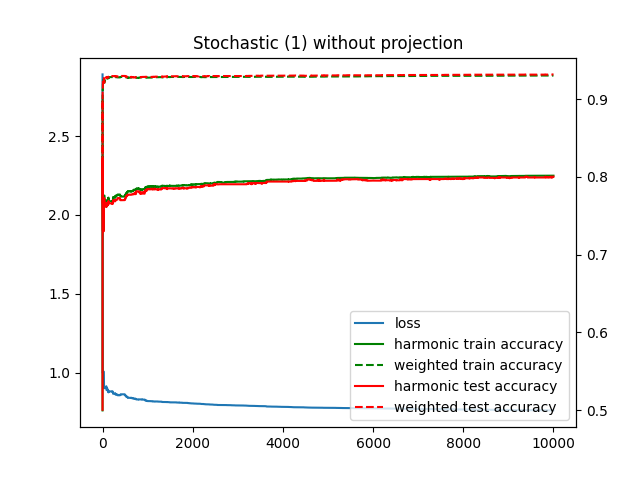 Stochastic (1) without projection
2.5
2.0
1.5
1.0
0.9
0.8
0.7
0.6
0.5
0
2000
4000
6000
8000
10000
loss
harmonic train accuracy
weighted train accuracy
harmonic test accuracy
weighted test accuracy